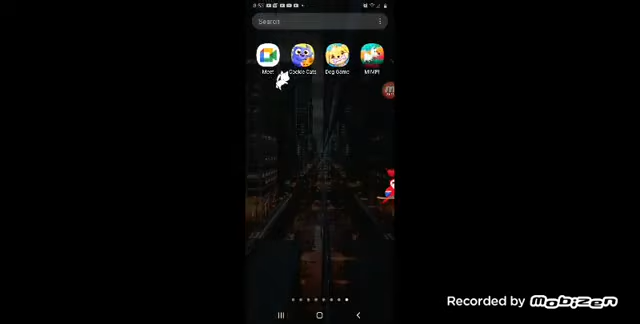 Search
Meet
Cookie Cats
Dog Game
Recorded by Mobizen